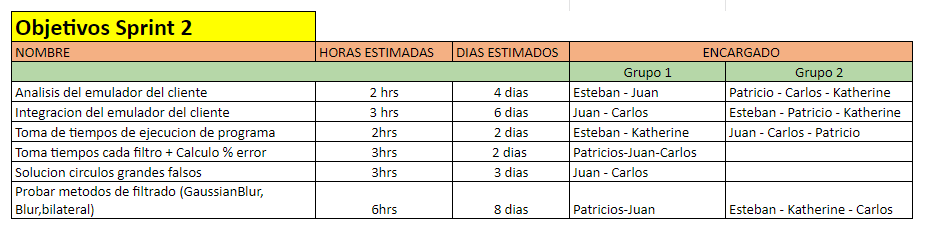 Objetivos Sprint 2
NOMBRE HORAS ESTIMADAS DIAS ESTIMADOS ENCARGADO
Grupo 1 Grupo 2
Analisis del emulador del cliente 2 hrs 4 dias Esteban - Juan Patricio - Carlos - Katherine
Integracion del emulador del cliente 3 hrs 6 dias Juan - Carlos Esteban - Patricio - Katherine
Toma de tiempos de ejecucion de programa 2hrs 2 dias Esteban - Katherine Juan - Carlos - Patricio
Toma tiempos cada filtro + Calculo % error 3hrs 2 dias Patricios-Juan-Carlos
Solucion circulos grandes falsos 3hrs 3 dias Juan - Carlos
Probar metodos de filtrado (GaussianBlur,
Blur,bilateral) 6hrs 8 dias Patricios-Juan Esteban - Katherine - Carlos